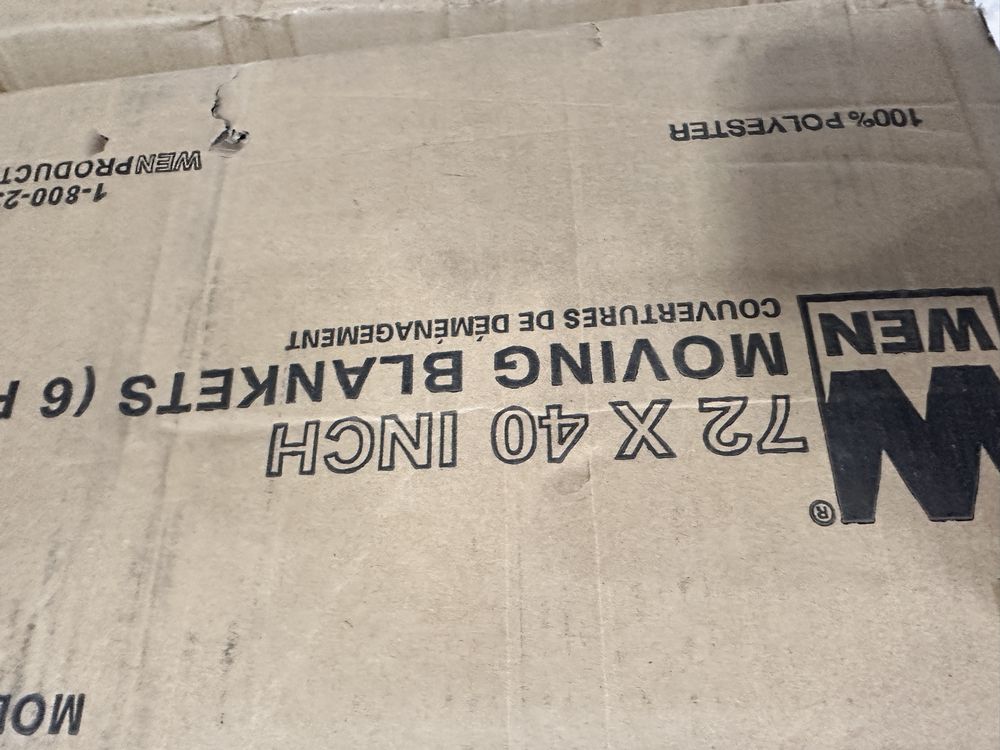 MOD
®
72 X 40 INCH
WEN
MOVING BLANKETS (6 P
COUVERTURES DE DÉMÉNAGEMENT
1-800-2
WENPRODUCT
100% POLYESTER